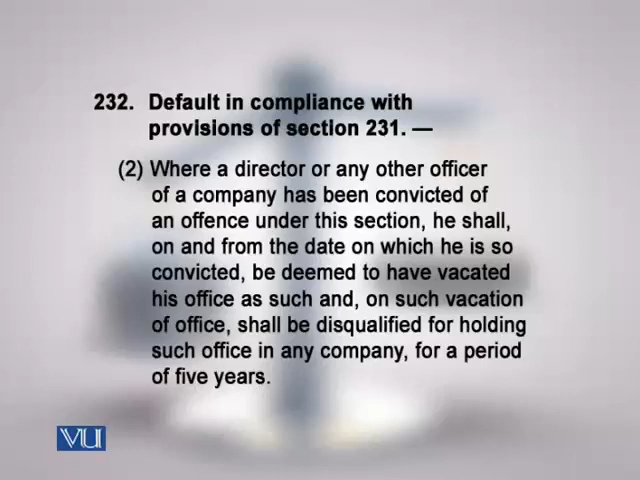 232. Default in compliance with
provisions of section 231. —
(2) Where a director or any other officer
of a company has been convicted of
an offence under this section, he shall,
on and from the date on which he is so
convicted, be deemed to have vacated
his office as such and, on such vacation
of office, shall be disqualified for holding
such office in any company, for a period
of five years.
VU